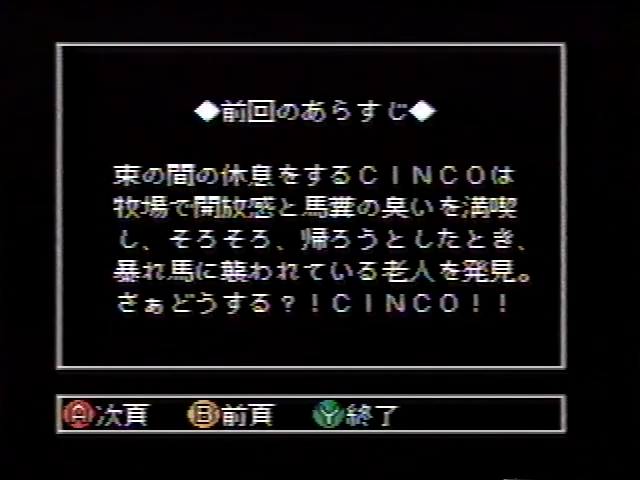 ◆前回のあらすじ◆
束の間の休息をするＣＩＮＣＯは
牧場で開放感と馬糞の臭いを満喫
し、そろそろ、帰ろうとしたとき、
暴れ馬に襲われている老人を発見。
さぁどうする？！ＣＩＮＣＯ！！
Ⓐ次頁 Ⓑ前頁 Ⓨ終了